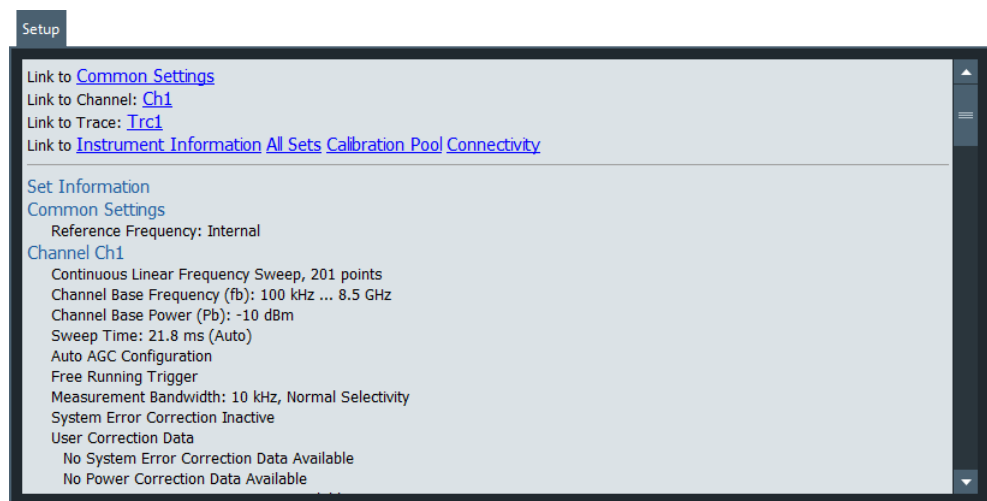 Setup
Link to Common Settings
Link to Channel: Ch1
Link to Trace: Trc1
Link to Instrument Information All Sets Calibration Pool Connectivity
Set Information
Common Settings
Reference Frequency: Internal
Channel Ch1
Continuous Linear Frequency Sweep, 201 points
Channel Base Frequency (fb): 100 kHz ... 8.5 GHz
Channel Base Power (Pb): -10 dBm
Sweep Time: 21.8 ms (Auto)
Auto AGC Configuration
Free Running Trigger
Measurement Bandwidth: 10 kHz, Normal Selectivity
System Error Correction Inactive
User Correction Data
No System Error Correction Data Available
No Power Correction Data Available